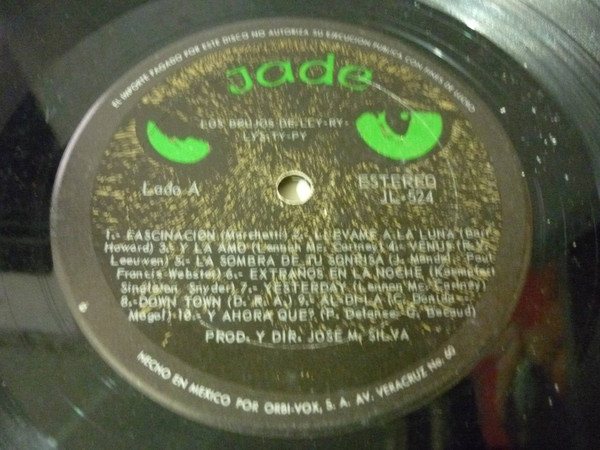 EL IMPORTE PAGADO POR ESTE DISCO NO AUTORIZA SU EJECUCION PUBLICA CON FINES DE LUCRO
Jade
LOS BRUJOS DE LEY-RY-
LYS-TY-PY
Lado A
ESTEREO
JL-524
1.- FASCINACION (Marchetti) 2.- LLEVAME A LA LUNA (Bart
Howard) 3.- Y LA AMO (Lennon Mc. Cartney) 4.- VENUS (R. V.
Leeuwen) 5.- LA SOMBRA DE TU SONRISA (J. Mandel Paul
Francis Webster) 6.- EXTRAÑOS EN LA NOCHE (Kaempfert
Singleton, Snyder) 7.- YESTERDAY (Lennon Mc. Cartney)
8.- DOWN TOWN (D. R. A.) 9.- AL-DI-LA (C. Donida
Mogol) 10.- Y AHORA QUE? (P. Delanoe, G. Becaud)
PROD. Y DIR. JOSE M. SILVA
HECHO EN MEXICO POR ORBI-VOX, S. A. AV. VERACRUZ No. 60